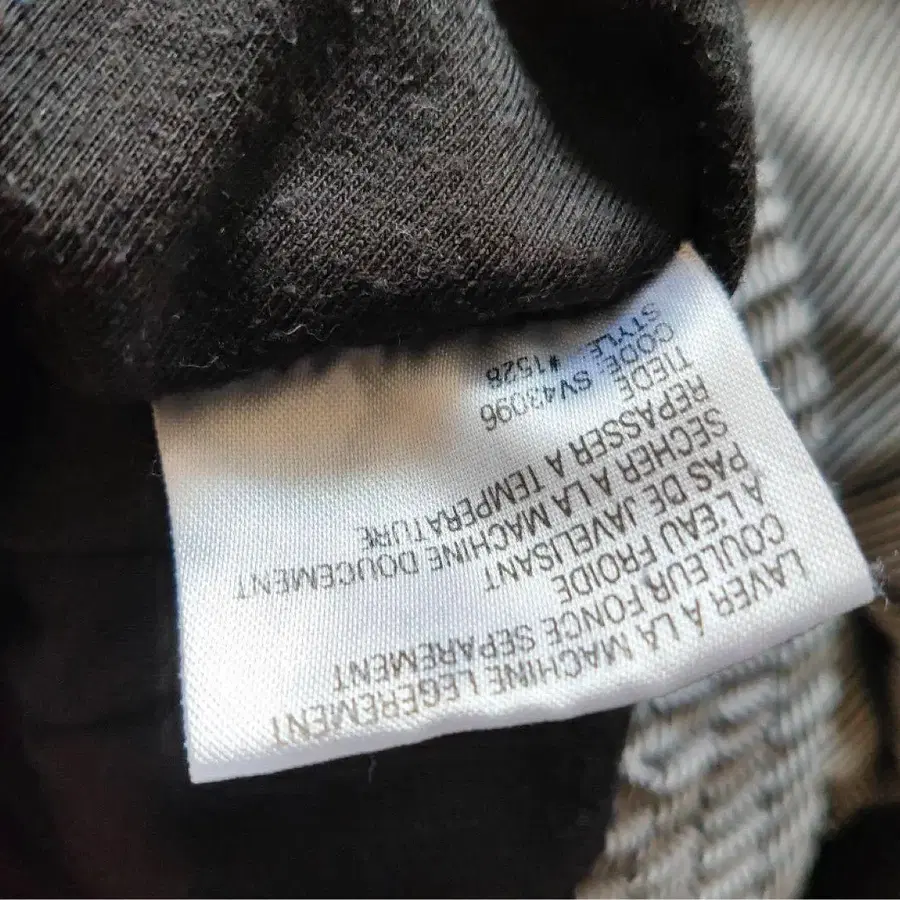 LAVER À LA MACHINE LEGEREMENT
COULEUR FONCE SEPAREMENT
A L'EAU FROIDE
PAS DE JAVELISANT
SECHER A LA MACHINE DOUCEMENT
REPASSER A TEMPERATURE
TIEDE
CODE SV43096
STYLE #1528